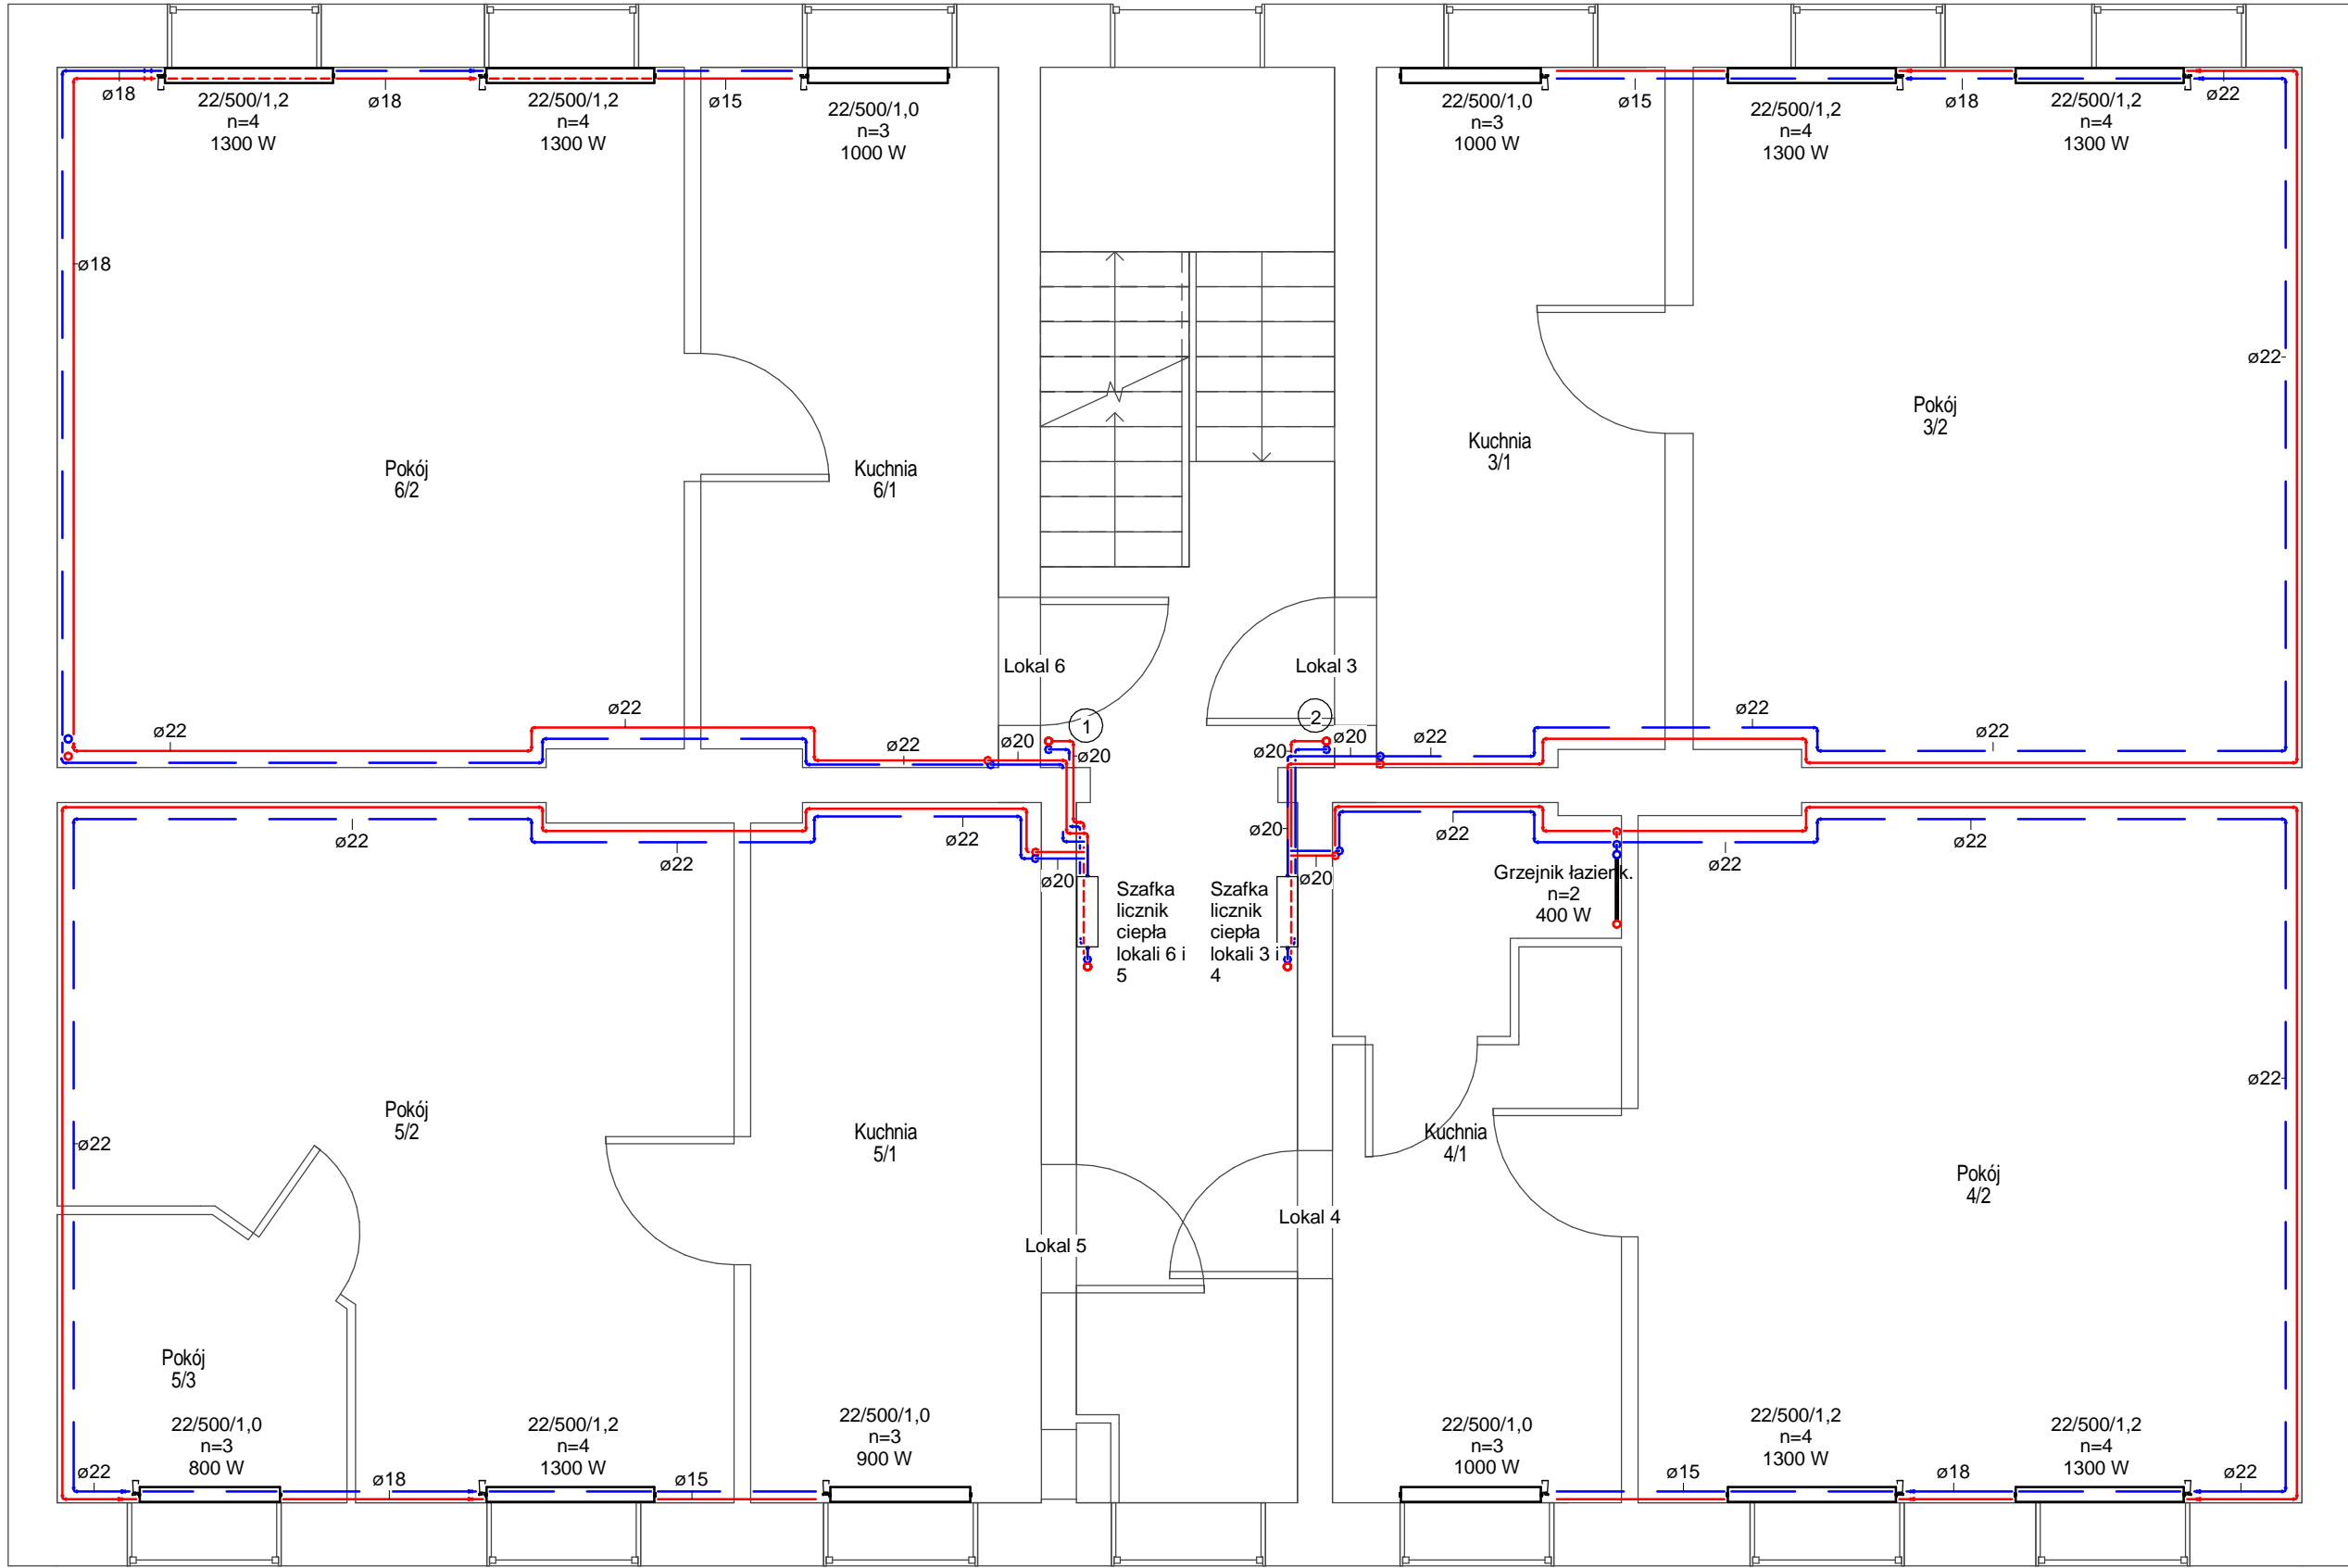 ø18
22/500/1,2
n=4
1300 W
ø18
22/500/1,2
n=4
1300 W
ø15
22/500/1,0
n=3
1000 W
22/500/1,0
n=3
1000 W
ø15
22/500/1,2
n=4
1300 W
ø18
22/500/1,2
n=4
1300 W
ø22
ø18
ø22
Pokój
6/2
Kuchnia
6/1
Kuchnia
3/1
Pokój
3/2
Lokal 6
Lokal 3
ø22
ø22
ø22
ø20
1
ø20
2
ø20
ø20
ø22
ø22
ø22
ø22
ø22
ø22
ø20
ø20
ø20
ø22
ø22
ø22
Szafka
licznik
ciepła
lokali 6 i
5
Szafka
licznik
ciepła
lokali 3 i
4
Grzejnik łazienk.
n=2
400 W
ø22
ø22
Pokój
5/2
Kuchnia
5/1
Kuchnia
4/1
Pokój
4/2
Lokal 5
Lokal 4
Pokój
5/3
22/500/1,0
n=3
800 W
ø22
ø18
22/500/1,2
n=4
1300 W
ø15
22/500/1,0
n=3
900 W
22/500/1,0
n=3
1000 W
ø15
22/500/1,2
n=4
1300 W
ø18
22/500/1,2
n=4
1300 W
ø22